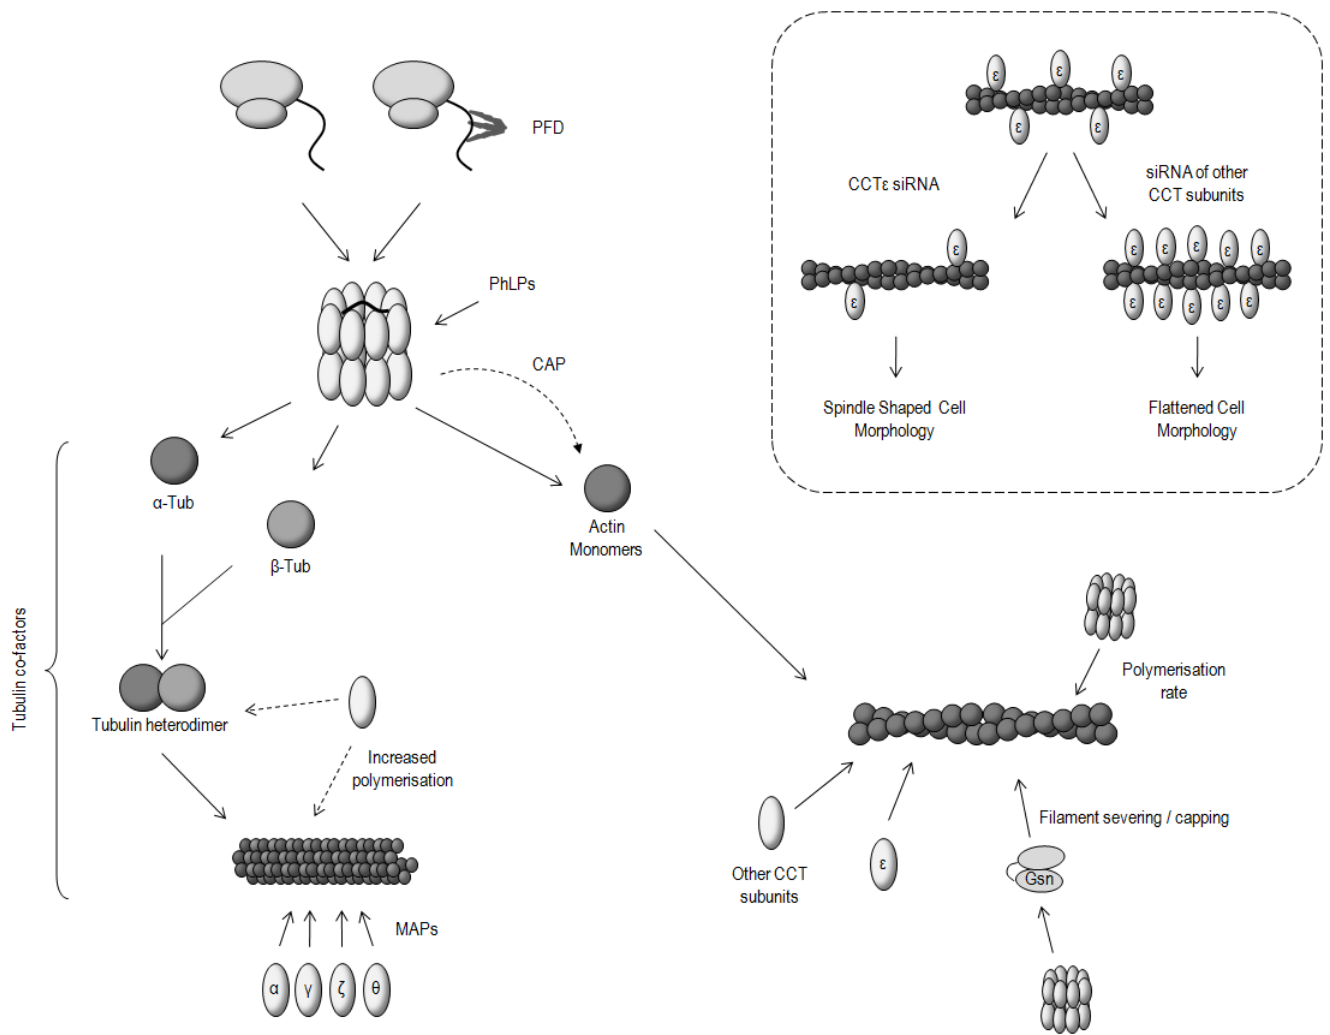 PFD
PhLPs
CAP
α-Tub
β-Tub
Actin
Monomers
Tubulin co-factors
Tubulin heterodimer
Increased
polymerisation
MAPs
α γ ζ θ
ε ε ε
ε ε
CCTε siRNA
siRNA of other
CCT subunits
ε
ε
ε ε ε ε ε
ε ε ε ε ε
Spindle Shaped Cell
Morphology
Flattened Cell
Morphology
Polymerisation
rate
Filament severing / capping
Other CCT
subunits
ε
Gsn